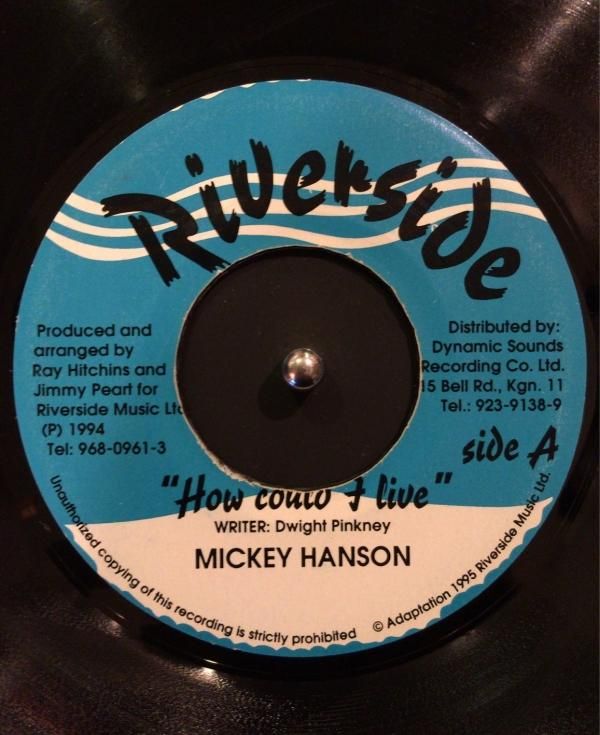 Riverside
Produced and
arranged by
Ray Hitchins and
Jimmy Peart for
Riverside Music Ltd
(P) 1994
Tel: 968-0961-3
Distributed by:
Dynamic Sounds
Recording Co. Ltd.
15 Bell Rd., Kgn. 11
Tel.: 923-9138-9
side A
"How could I live"
WRITER: Dwight Pinkney
MICKEY HANSON
Unauthorized copying of this recording is strictly prohibited
© Adaptation 1995 Riverside Music Ltd.